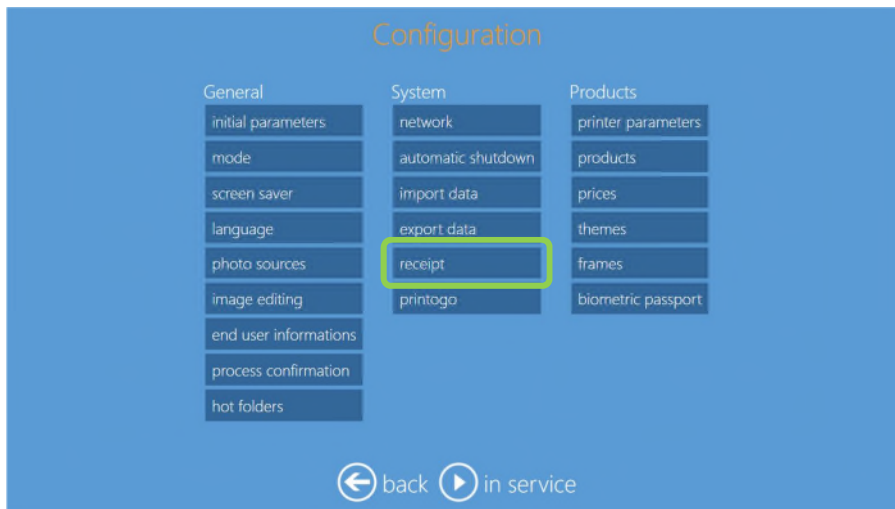 Configuration
General
initial parameters
mode
screen saver
language
photo sources
image editing
end user informations
process confirmation
hot folders
System
network
automatic shutdown
import data
export data
receipt
printogo
Products
printer parameters
products
prices
themes
frames
biometric passport
back in service